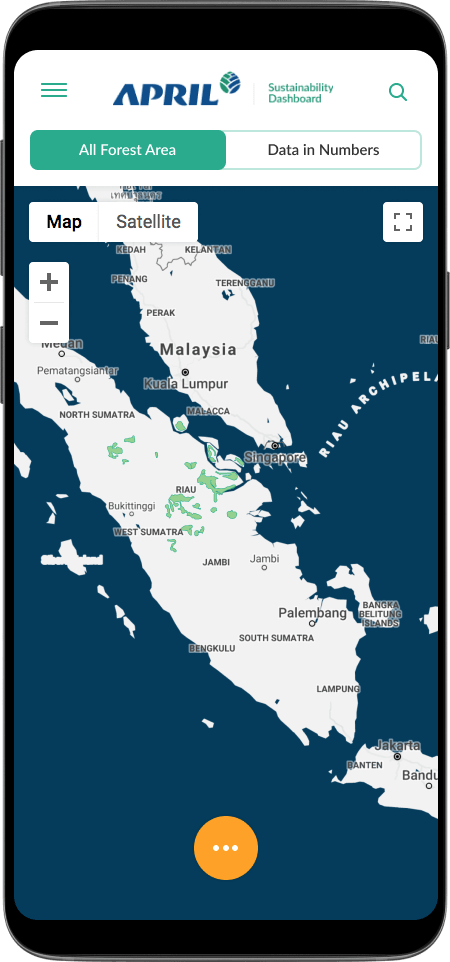 APRIL
Sustainability
Dashboard
All Forest Area
Data in Numbers
Map
Satellite
KEDAH
KELANTAN
PENANG
TERENGGANU
PERAK
Malaysia
Medan
Kuala Lumpur
Pematangsiantar
MALACCA
NORTH SUMATRA
RIAU ARCHIPELA
Singapore
RIAU
Bukittinggi
WEST SUMATRA
JAMBI
Jambi
Palembang
BANGKA
BELITUNG
ISLANDS
SOUTH SUMATRA
BENGKULU
LAMPUNG
Jakarta
BANTEN
Bandu